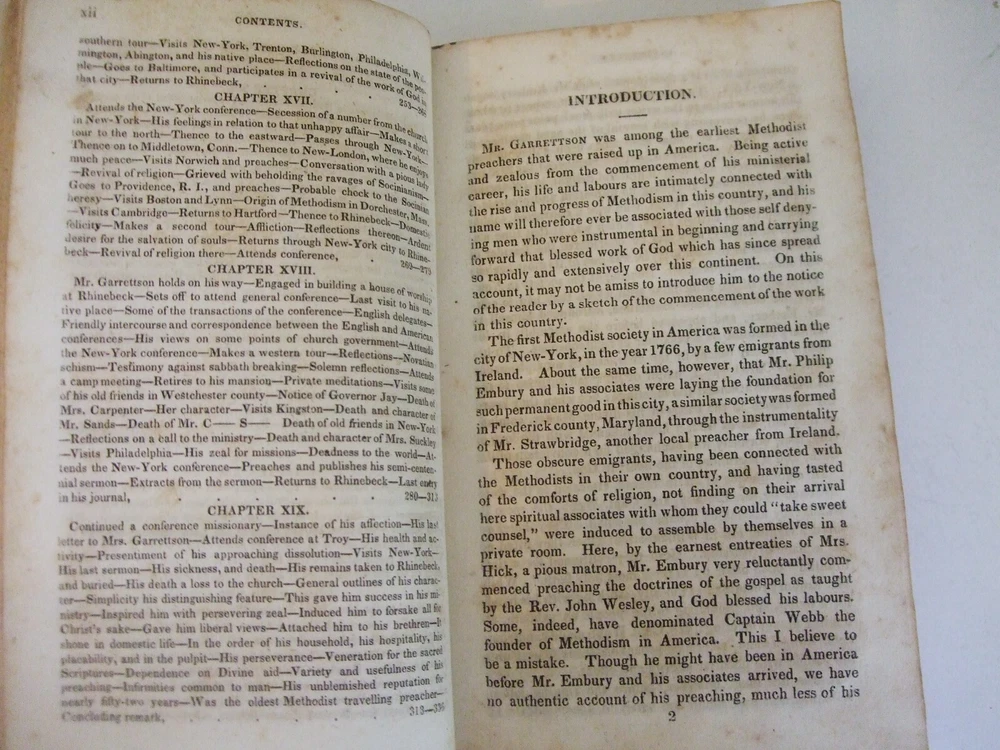 xii
CONTENTS.
southern tour—Visits New-York, Trenton, Burlington, Philadelphia, Wil-
mington, Abington, and his native place—Reflections on the state of the peo-
ple—Goes to Baltimore, and participates in a revival of the work of God in
that city—Returns to Rhinebeck, . . . . 253—
CHAPTER XVII.
Attends the New-York conference—Secession of a number from the church
in New-York—His feelings in relation to that unhappy affair—Makes a short
tour to the north—Thence to the eastward—Passes through New-York—
Thence on to Middletown, Conn.—Thence to New-London, where he enjoys
much peace—Visits Norwich and preaches—Conversation with a pious lady
—Revival of religion—Grieved with beholding the ravages of Socinianism—
Goes to Providence, R. I., and preaches—Probable check to the Socinian
heresy—Visits Boston and Lynn—Origin of Methodism in Dorchester, Mass.
—Visits Cambridge—Returns to Hartford—Thence to Rhinebeck—Domestic
felicity—Makes a second tour—Affliction—Reflections thereon—Ardent
desire for the salvation of souls—Returns through New-York city to Rhine-
beck—Revival of religion there—Attends conference, . 260—279
CHAPTER XVIII.
Mr. Garrettson holds on his way—Engaged in building a house of worship
at Rhinebeck—Sets off to attend general conference—Last visit to his na-
tive place—Some of the transactions of the conference—English delegates—
Friendly intercourse and correspondence between the English and American
conferences—His views on some points of church government—Attends
the New-York conference—Makes a western tour—Reflections—Novatian
schism—Testimony against sabbath breaking—Solemn reflections—Attends
a camp meeting—Retires to his mansion—Private meditations—Visits some
of his old friends in Westchester county—Notice of Governor Jay—Death of
Mrs. Carpenter—Her character—Visits Kingston—Death and character of
Mr. Sands—Death of Mr. C— S— Death of old friends in New-York
—Reflections on a call to the ministry—Death and character of Mrs. Suckley
—Visits Philadelphia—His zeal for missions—Deadness to the world—At-
tends the New-York conference—Preaches and publishes his semi-centen-
nial sermon—Extracts from the sermon—Returns to Rhinebeck—Last entry
in his journal, . . . . . . 280—313
CHAPTER XIX.
Continued a conference missionary—Instance of his affection—His last
letter to Mrs. Garrettson—Attends conference at Troy—His health and ac-
tivity—Presentiment of his approaching dissolution—Visits New-York—
His last sermon—His sickness, and death—His remains taken to Rhinebeck,
and buried—His death a loss to the church—General outlines of his charac-
ter—Simplicity his distinguishing feature—This gave him success in his mi-
nistry—Inspired him with persevering zeal—Induced him to forsake all for
Christ's sake—Gave him liberal views—Attached him to his brethren—It
shone in domestic life—In the order of his household, his hospitality, his
placability, and in the pulpit—His perseverance—Veneration for the sacred
Scriptures—Dependence on Divine aid—Variety and usefulness of his
preaching—Infirmities common to man—His unblemished reputation for
nearly fifty-two years—Was the oldest Methodist travelling preacher—
Concluding remark, . . . . . 313—336
INTRODUCTION.
MR. GARRETTSON was among the earliest Methodist
preachers that were raised up in America. Being active
and zealous from the commencement of his ministerial
career, his life and labours are intimately connected with
the rise and progress of Methodism in this country, and his
name will therefore ever be associated with those self deny-
ing men who were instrumental in beginning and carrying
forward that blessed work of God which has since spread
so rapidly and extensively over this continent. On this
account, it may not be amiss to introduce him to the notice
of the reader by a sketch of the commencement of the work
in this country.
The first Methodist society in America was formed in the
city of New-York, in the year 1766, by a few emigrants from
Ireland. About the same time, however, that Mr. Philip
Embury and his associates were laying the foundation for
such permanent good in this city, a similar society was formed
in Frederick county, Maryland, through the instrumentality
of Mr. Strawbridge, another local preacher from Ireland.
Those obscure emigrants, having been connected with
the Methodists in their own country, and having tasted
of the comforts of religion, not finding on their arrival
here spiritual associates with whom they could "take sweet
counsel," were induced to assemble by themselves in a
private room. Here, by the earnest entreaties of Mrs.
Hick, a pious matron, Mr. Embury very reluctantly com-
menced preaching the doctrines of the gospel as taught
by the Rev. John Wesley, and God blessed his labours.
Some, indeed, have denominated Captain Webb the
founder of Methodism in America. This I believe to
be a mistake. Though he might have been in America
before Mr. Embury and his associates arrived, we have
no authentic account of his preaching, much less of his
2